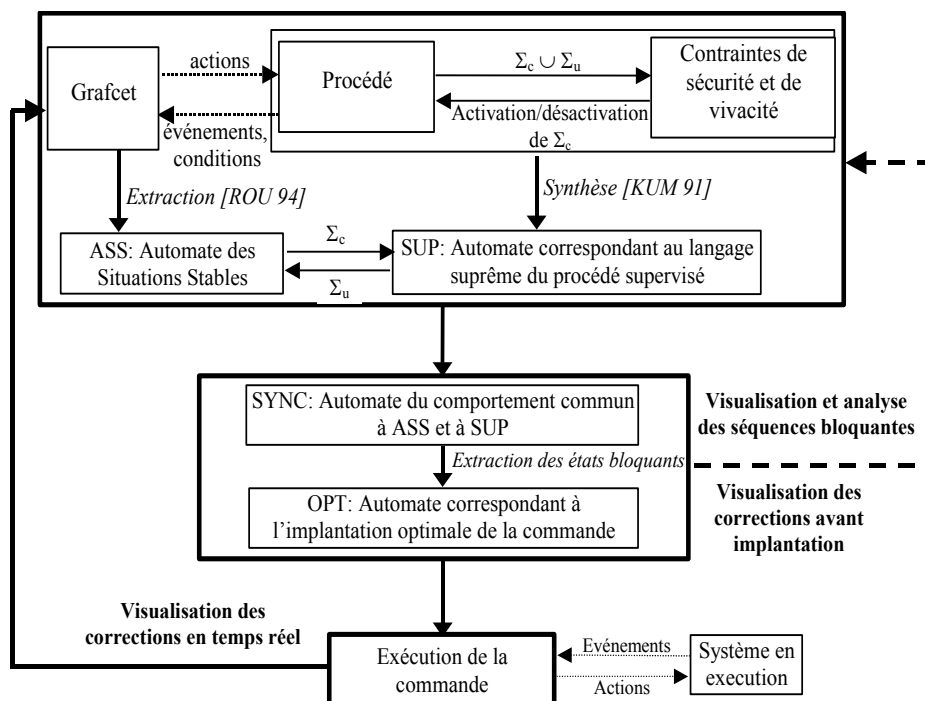 Grafcet
actions
événements,
conditions
Procédé
Σc ∪ Σu
Activation/désactivation
de Σc
Contraintes de
sécurité et de
vivacité
Extraction [ROU 94]
Synthèse [KUM 91]
ASS: Automate des
Situations Stables
Σc
Σu
SUP: Automate correspondant au langage
suprême du procédé supervisé
SYNC: Automate du comportement commun
à ASS et à SUP
Extraction des états bloquants
OPT: Automate correspondant à
l’implantation optimale de la commande
Visualisation et analyse
des séquences bloquantes
Visualisation des
corrections avant
implantation
Visualisation des
corrections en temps réel
Exécution de la
commande
Evénements
Actions
Système en
execution